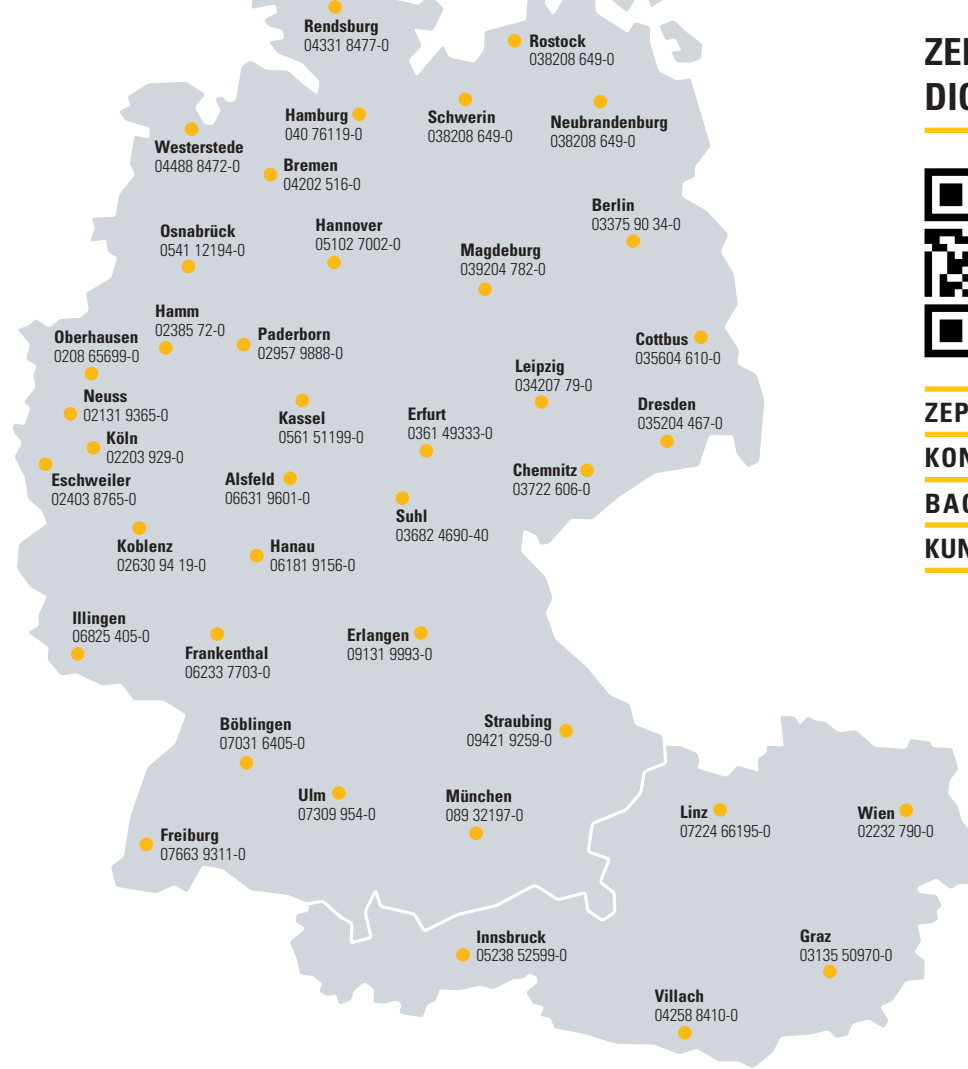 Rendsburg
04331 8477-0
Rostock
038208 649-0
Hamburg
040 76119-0
Schwerin
038208 649-0
Neubrandenburg
038208 649-0
Westerstede
04488 8472-0
Bremen
04202 516-0
Berlin
03375 90 34-0
Osnabrück
0541 12194-0
Hannover
05102 7002-0
Magdeburg
039204 782-0
Hamm
02385 72-0
Oberhausen
0208 65699-0
Paderborn
02957 9888-0
Cottbus
035604 610-0
Leipzig
034207 79-0
Neuss
02131 9365-0
Kassel
0561 51199-0
Erfurt
0361 49333-0
Dresden
035204 467-0
Köln
02203 929-0
Eschweiler
02403 8765-0
Alsfeld
06631 9601-0
Chemnitz
03722 606-0
Suhl
03682 4690-40
Koblenz
02630 94 19-0
Hanau
06181 9156-0
Illingen
06825 405-0
Frankenthal
06233 7703-0
Erlangen
09131 9993-0
Böblingen
07031 6405-0
Straubing
09421 9259-0
Ulm
07309 954-0
München
089 32197-0
Linz
07224 66195-0
Wien
02232 790-0
Freiburg
07663 9311-0
Innsbruck
05238 52599-0
Graz
03135 50970-0
Villach
04258 8410-0
ZEP
KON
BAC
KUN